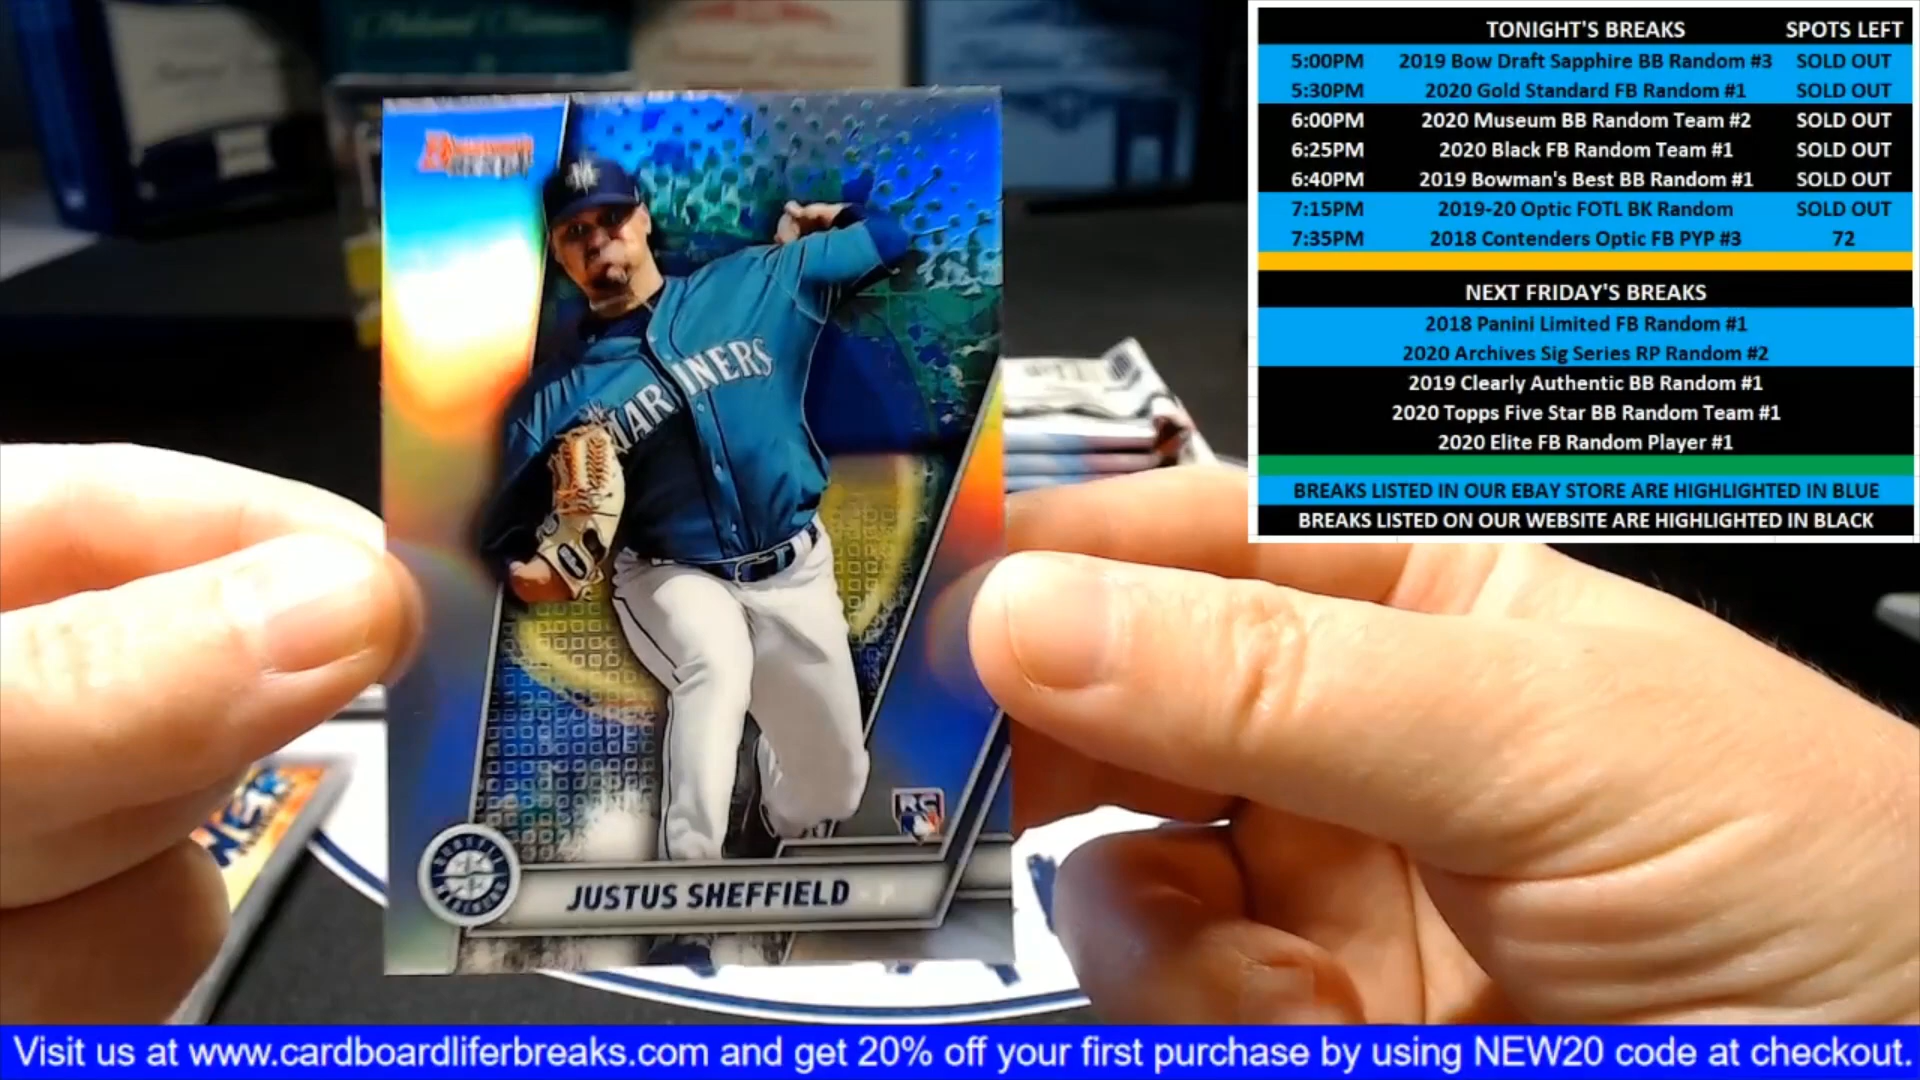 TONIGHT'S BREAKS SPOTS LEFT
5:00PM 2019 Bow Draft Sapphire BB Random #3 SOLD OUT
5:30PM 2020 Gold Standard FB Random #1 SOLD OUT
6:00PM 2020 Museum BB Random Team #2 SOLD OUT
6:25PM 2020 Black FB Random Team #1 SOLD OUT
6:40PM 2019 Bowman's Best BB Random #1 SOLD OUT
7:15PM 2019-20 Optic FOTL BK Random SOLD OUT
7:35PM 2018 Contenders Optic FB PYP #3 72
NEXT FRIDAY'S BREAKS
2018 Panini Limited FB Random #1
2020 Archives Sig Series RP Random #2
2019 Clearly Authentic BB Random #1
2020 Topps Five Star BB Random Team #1
2020 Elite FB Random Player #1
BREAKS LISTED IN OUR EBAY STORE ARE HIGHLIGHTED IN BLUE
BREAKS LISTED ON OUR WEBSITE ARE HIGHLIGHTED IN BLACK
MARINERS
RC
JUSTUS SHEFFIELD
Visit us at www.cardboardliferbreaks.com and get 20% off your first purchase by using NEW20 code at checkout.